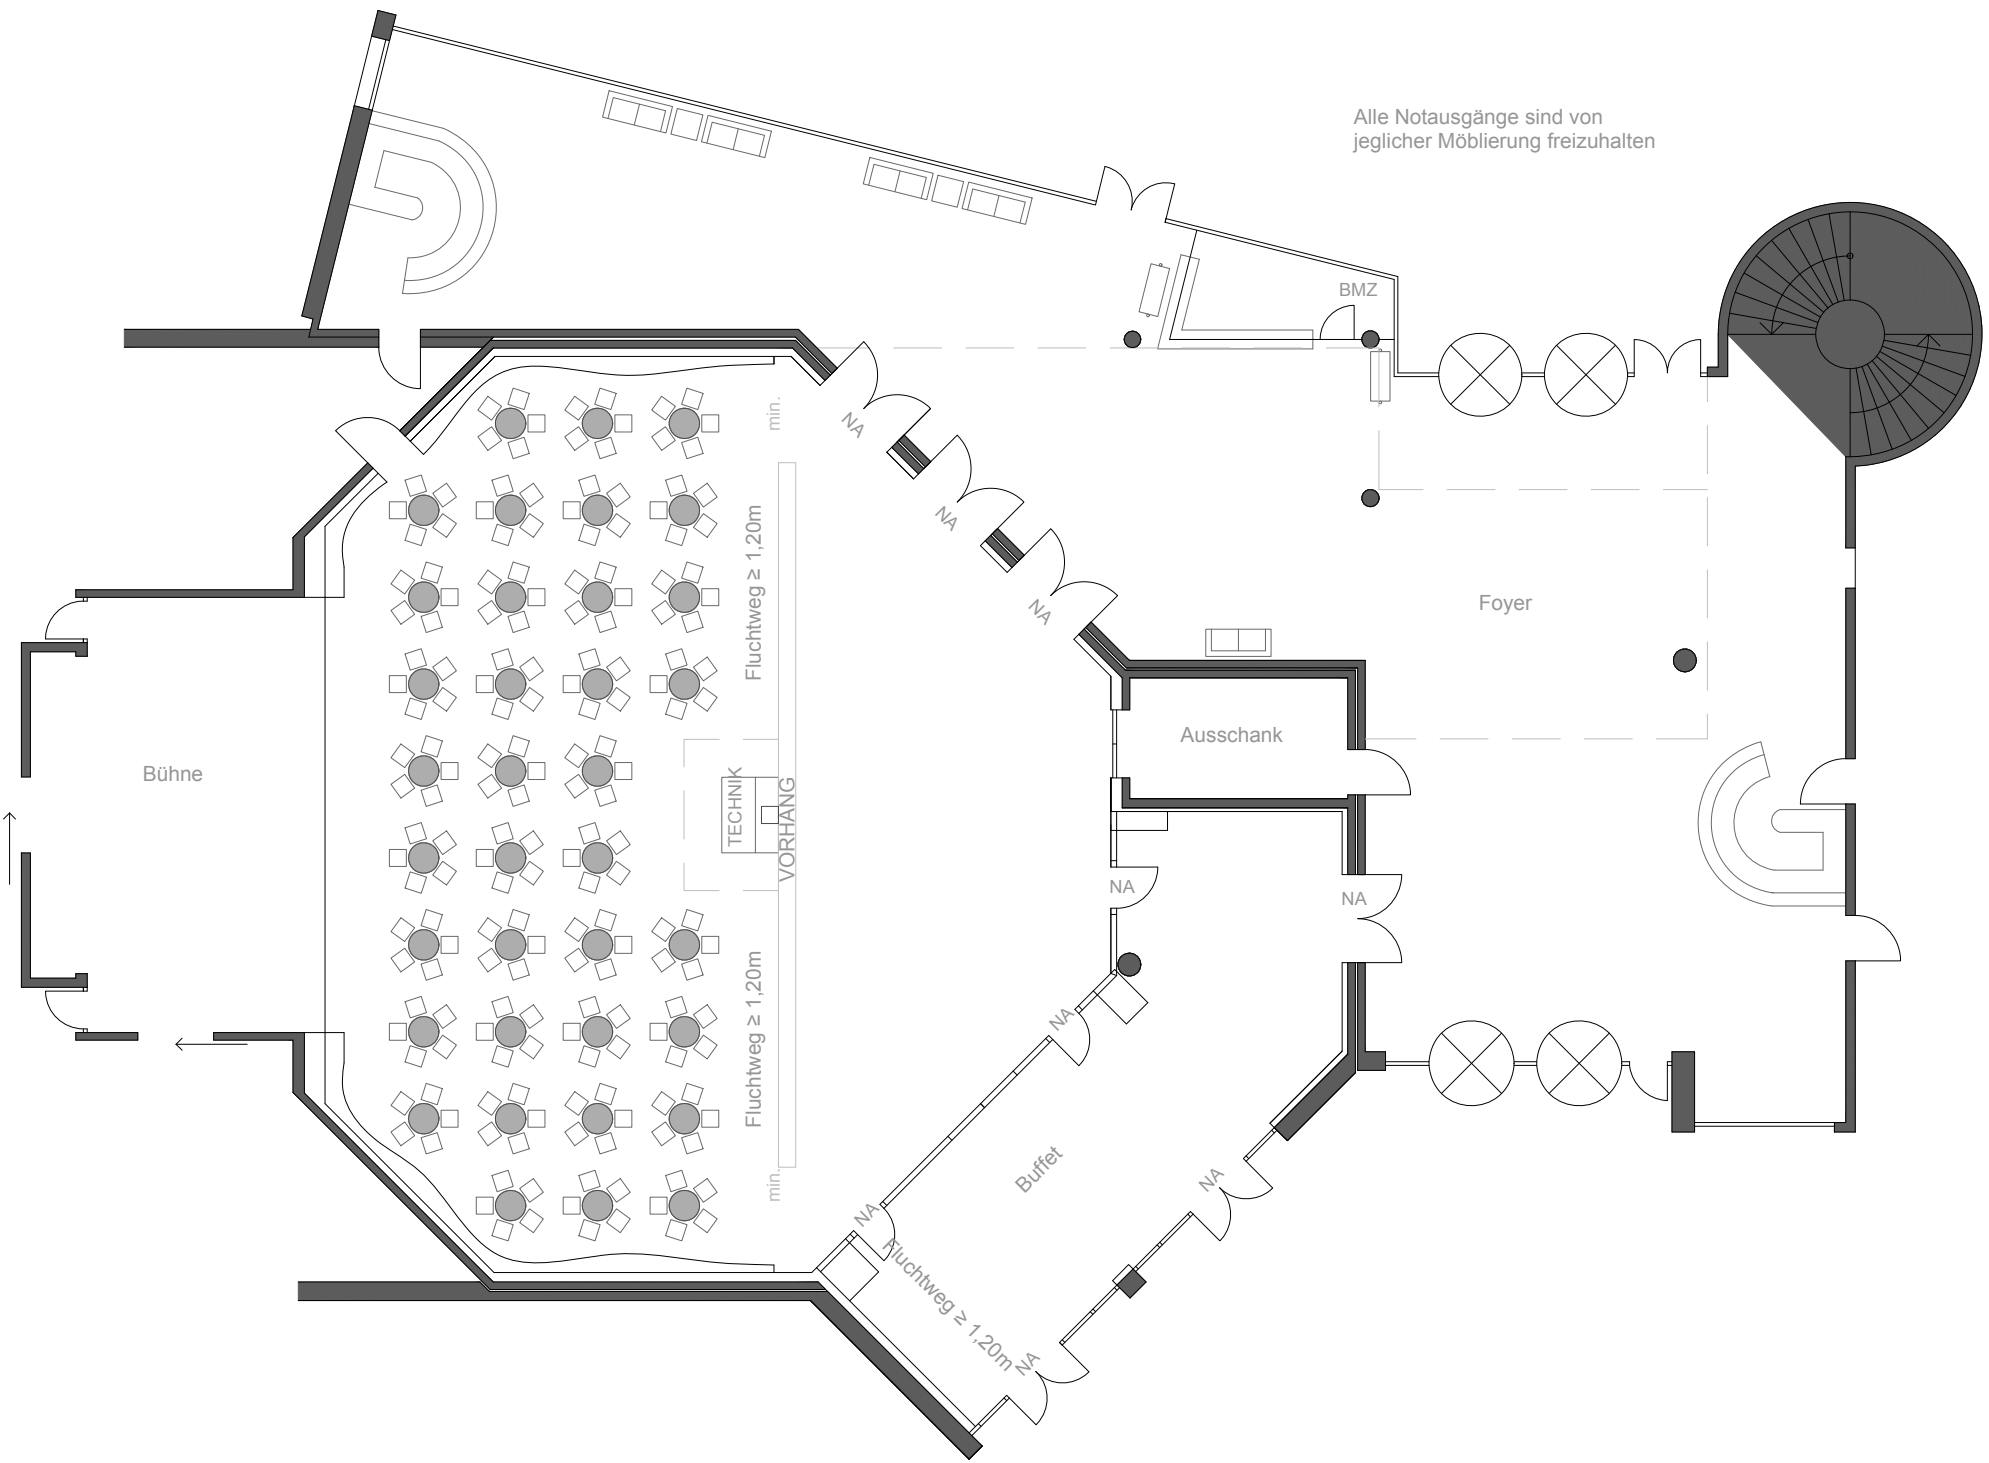 Alle Notausgänge sind von
jeglicher Möblierung freizuhalten
BMZ
min.
NA
NA
NA
Fluchtweg ≥ 1,20m
Foyer
Ausschank
Bühne
TECHNIK
VORHANG
NA
NA
Fluchtweg ≥ 1,20m
NA
min.
Buffet
NA
NA
Fluchtweg ≥ 1,20m
NA